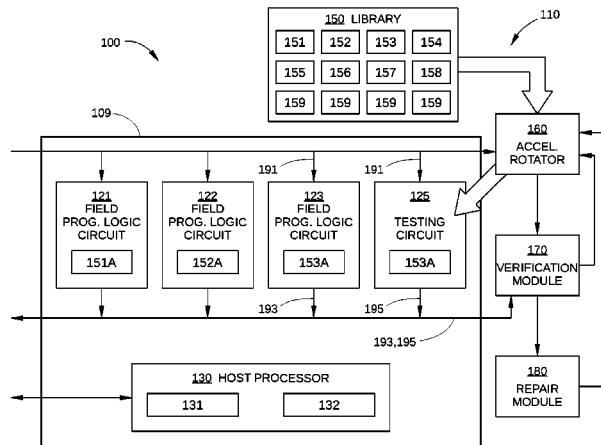 150 LIBRARY
110
100
151 152 153 154
155 156 157 158
159 159 159 159
109
160
ACCEL.
ROTATOR
191
191
121
FIELD
PROG. LOGIC
CIRCUIT
151A
122
FIELD
PROG. LOGIC
CIRCUIT
152A
123
FIELD
PROG. LOGIC
CIRCUIT
153A
125
TESTING
CIRCUIT
153A
170
VERIFICATION
MODULE
193
195
193,195
130 HOST PROCESSOR
131 132
180
REPAIR
MODULE